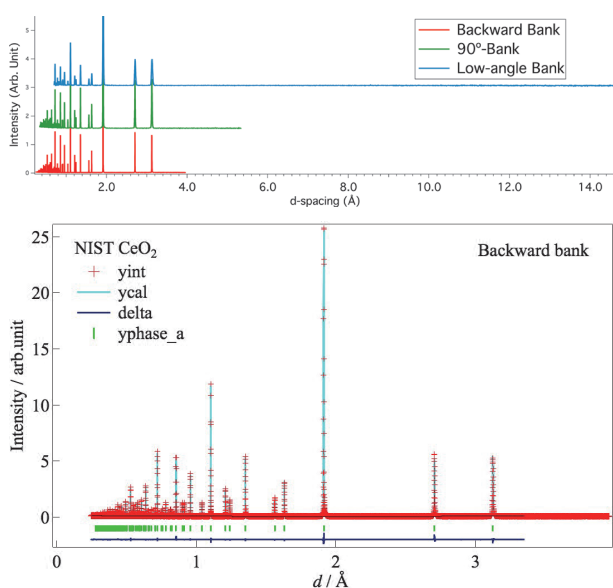 Intensity (Arb. Unit)
5
4
3
2
1
0
Backward Bank
90°-Bank
Low-angle Bank
2.0
4.0
6.0
8.0
10.0
12.0
14.0
d-spacing (Å)
Intensity / arb.unit
25
20
15
10
5
0
NIST CeO₂
Backward bank
yint
ycal
delta
yphase_a
0
1
2
3
d / Å